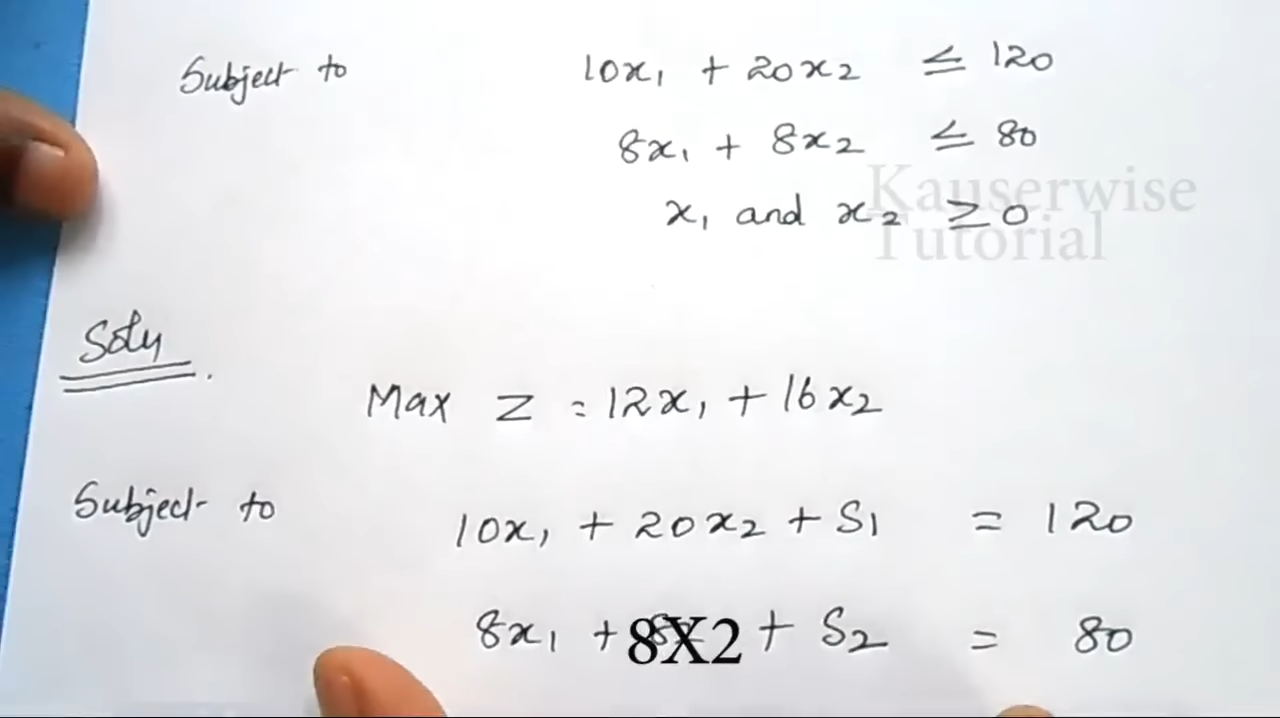 Subject to 10x₁ + 20x₂ ≤ 120
8x₁ + 8x₂ ≤ 80
x₁ and x₂ ≥ 0
Kauserwise
Tutorial
Soln.
Max Z = 12x₁ + 16x₂
Subject to 10x₁ + 20x₂ + S₁ = 120
8x₁ + 8X2 + S₂ = 80